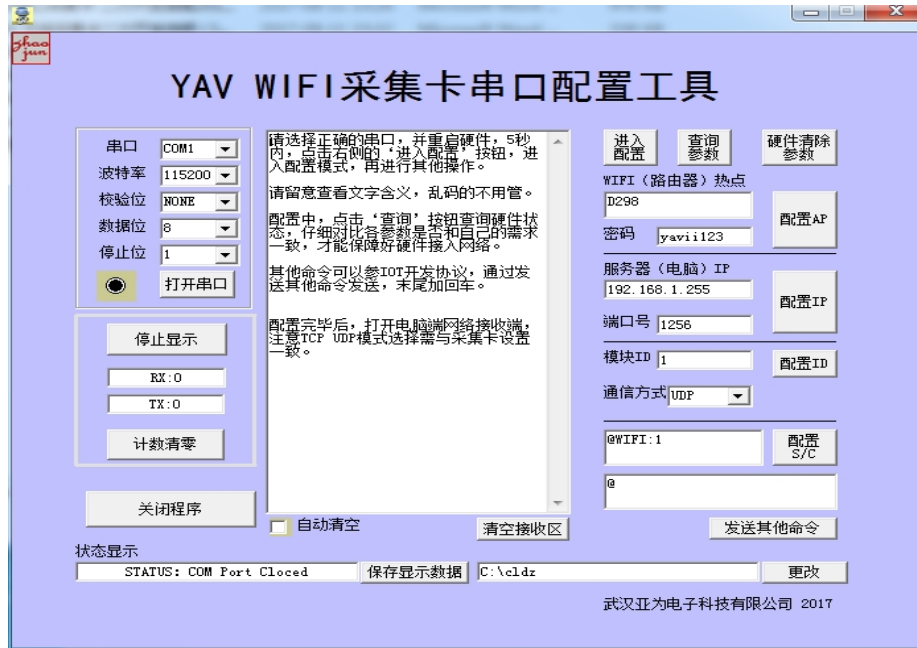 zhao
jun
YAV WIFI采集卡串口配置工具
串口 COM1
波特率 115200
校验位 NONE
数据位 8
停止位 1
打开串口
停止显示
RX:0
TX:0
计数清零
关闭程序
请选择正确的串口，并重启硬件，5秒
内，点击右侧的‘进入配置’按钮，进
入配置模式，再进行其他操作。
请留意查看文字含义，乱码的不用管。
配置中，点击‘查询’按钮查询硬件状
态，仔细对比各参数是否和自己的需求
一致，才能保障好硬件接入网络。
其他命令可以参IOT开发协议，通过发
送其他命令发送，末尾加回车。
配置完毕后，打开电脑端网络接收端，
注意TCP UDP模式选择需与采集卡设置
一致。
自动清空
清空接收区
进入
配置
查询
参数
硬件清除
参数
WIFI（路由器）热点
D298
密码 yavii123
配置AP
服务器（电脑）IP
192.168.1.255
端口号 1256
配置IP
模块ID 1
配置ID
通信方式 UDP
@WIFI:1
配置
S/C
@
发送其他命令
状态显示
STATUS: COM Port Cloced
保存显示数据
C:\cldz
更改
武汉亚为电子科技有限公司 2017